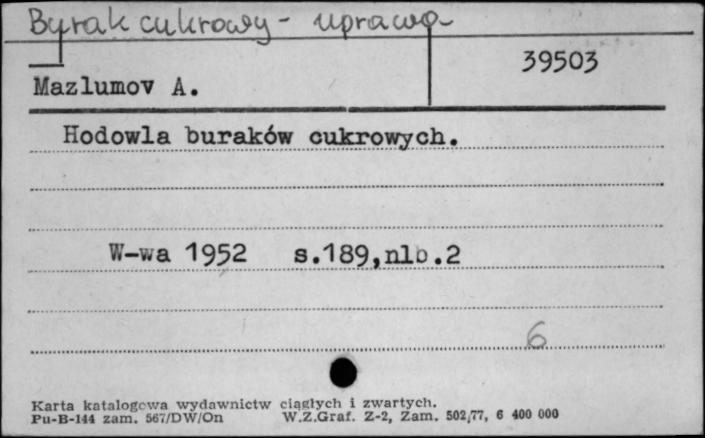 Burak cukrowy - uprawa
39503
Mazlumov A.
Hodowla buraków cukrowych.
W-wa 1952 s.189,nlb.2
6
Karta katalogowa wydawnictw ciągłych i zwartych.
Pu-B-144 zam. 567/DW/On W.Z.Graf. Z-2, Zam. 502/77, 6 400 000